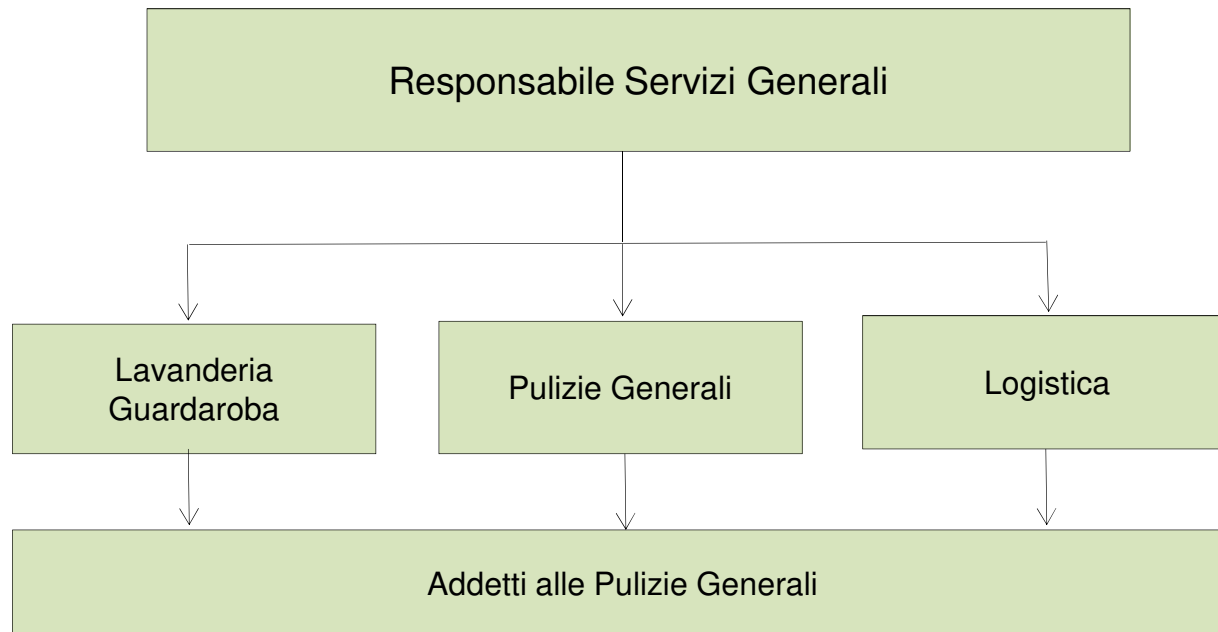 Responsabile Servizi Generali
Lavanderia
Guardaroba
Pulizie Generali
Logistica
Addetti alle Pulizie Generali